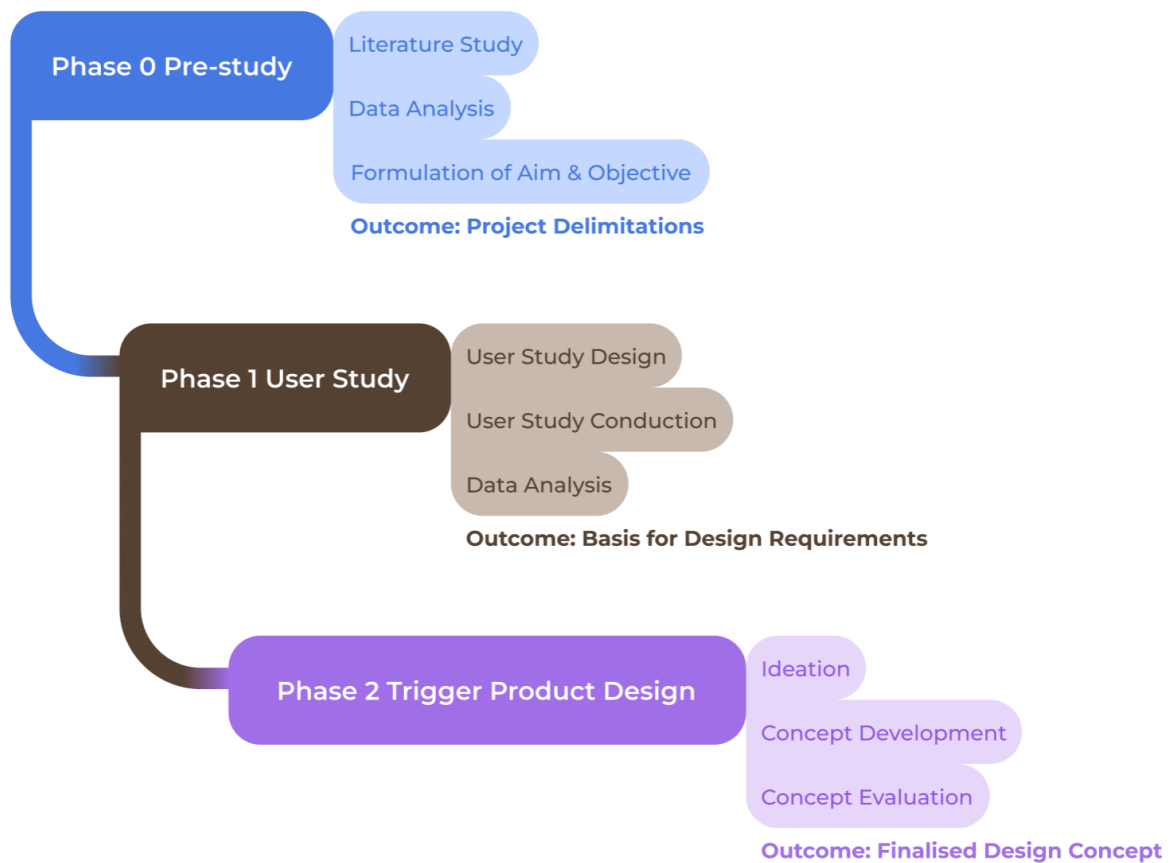 Phase 0 Pre-study
Literature Study
Data Analysis
Formulation of Aim & Objective
Outcome: Project Delimitations
Phase 1 User Study
User Study Design
User Study Conduction
Data Analysis
Outcome: Basis for Design Requirements
Phase 2 Trigger Product Design
Ideation
Concept Development
Concept Evaluation
Outcome: Finalised Design Concept